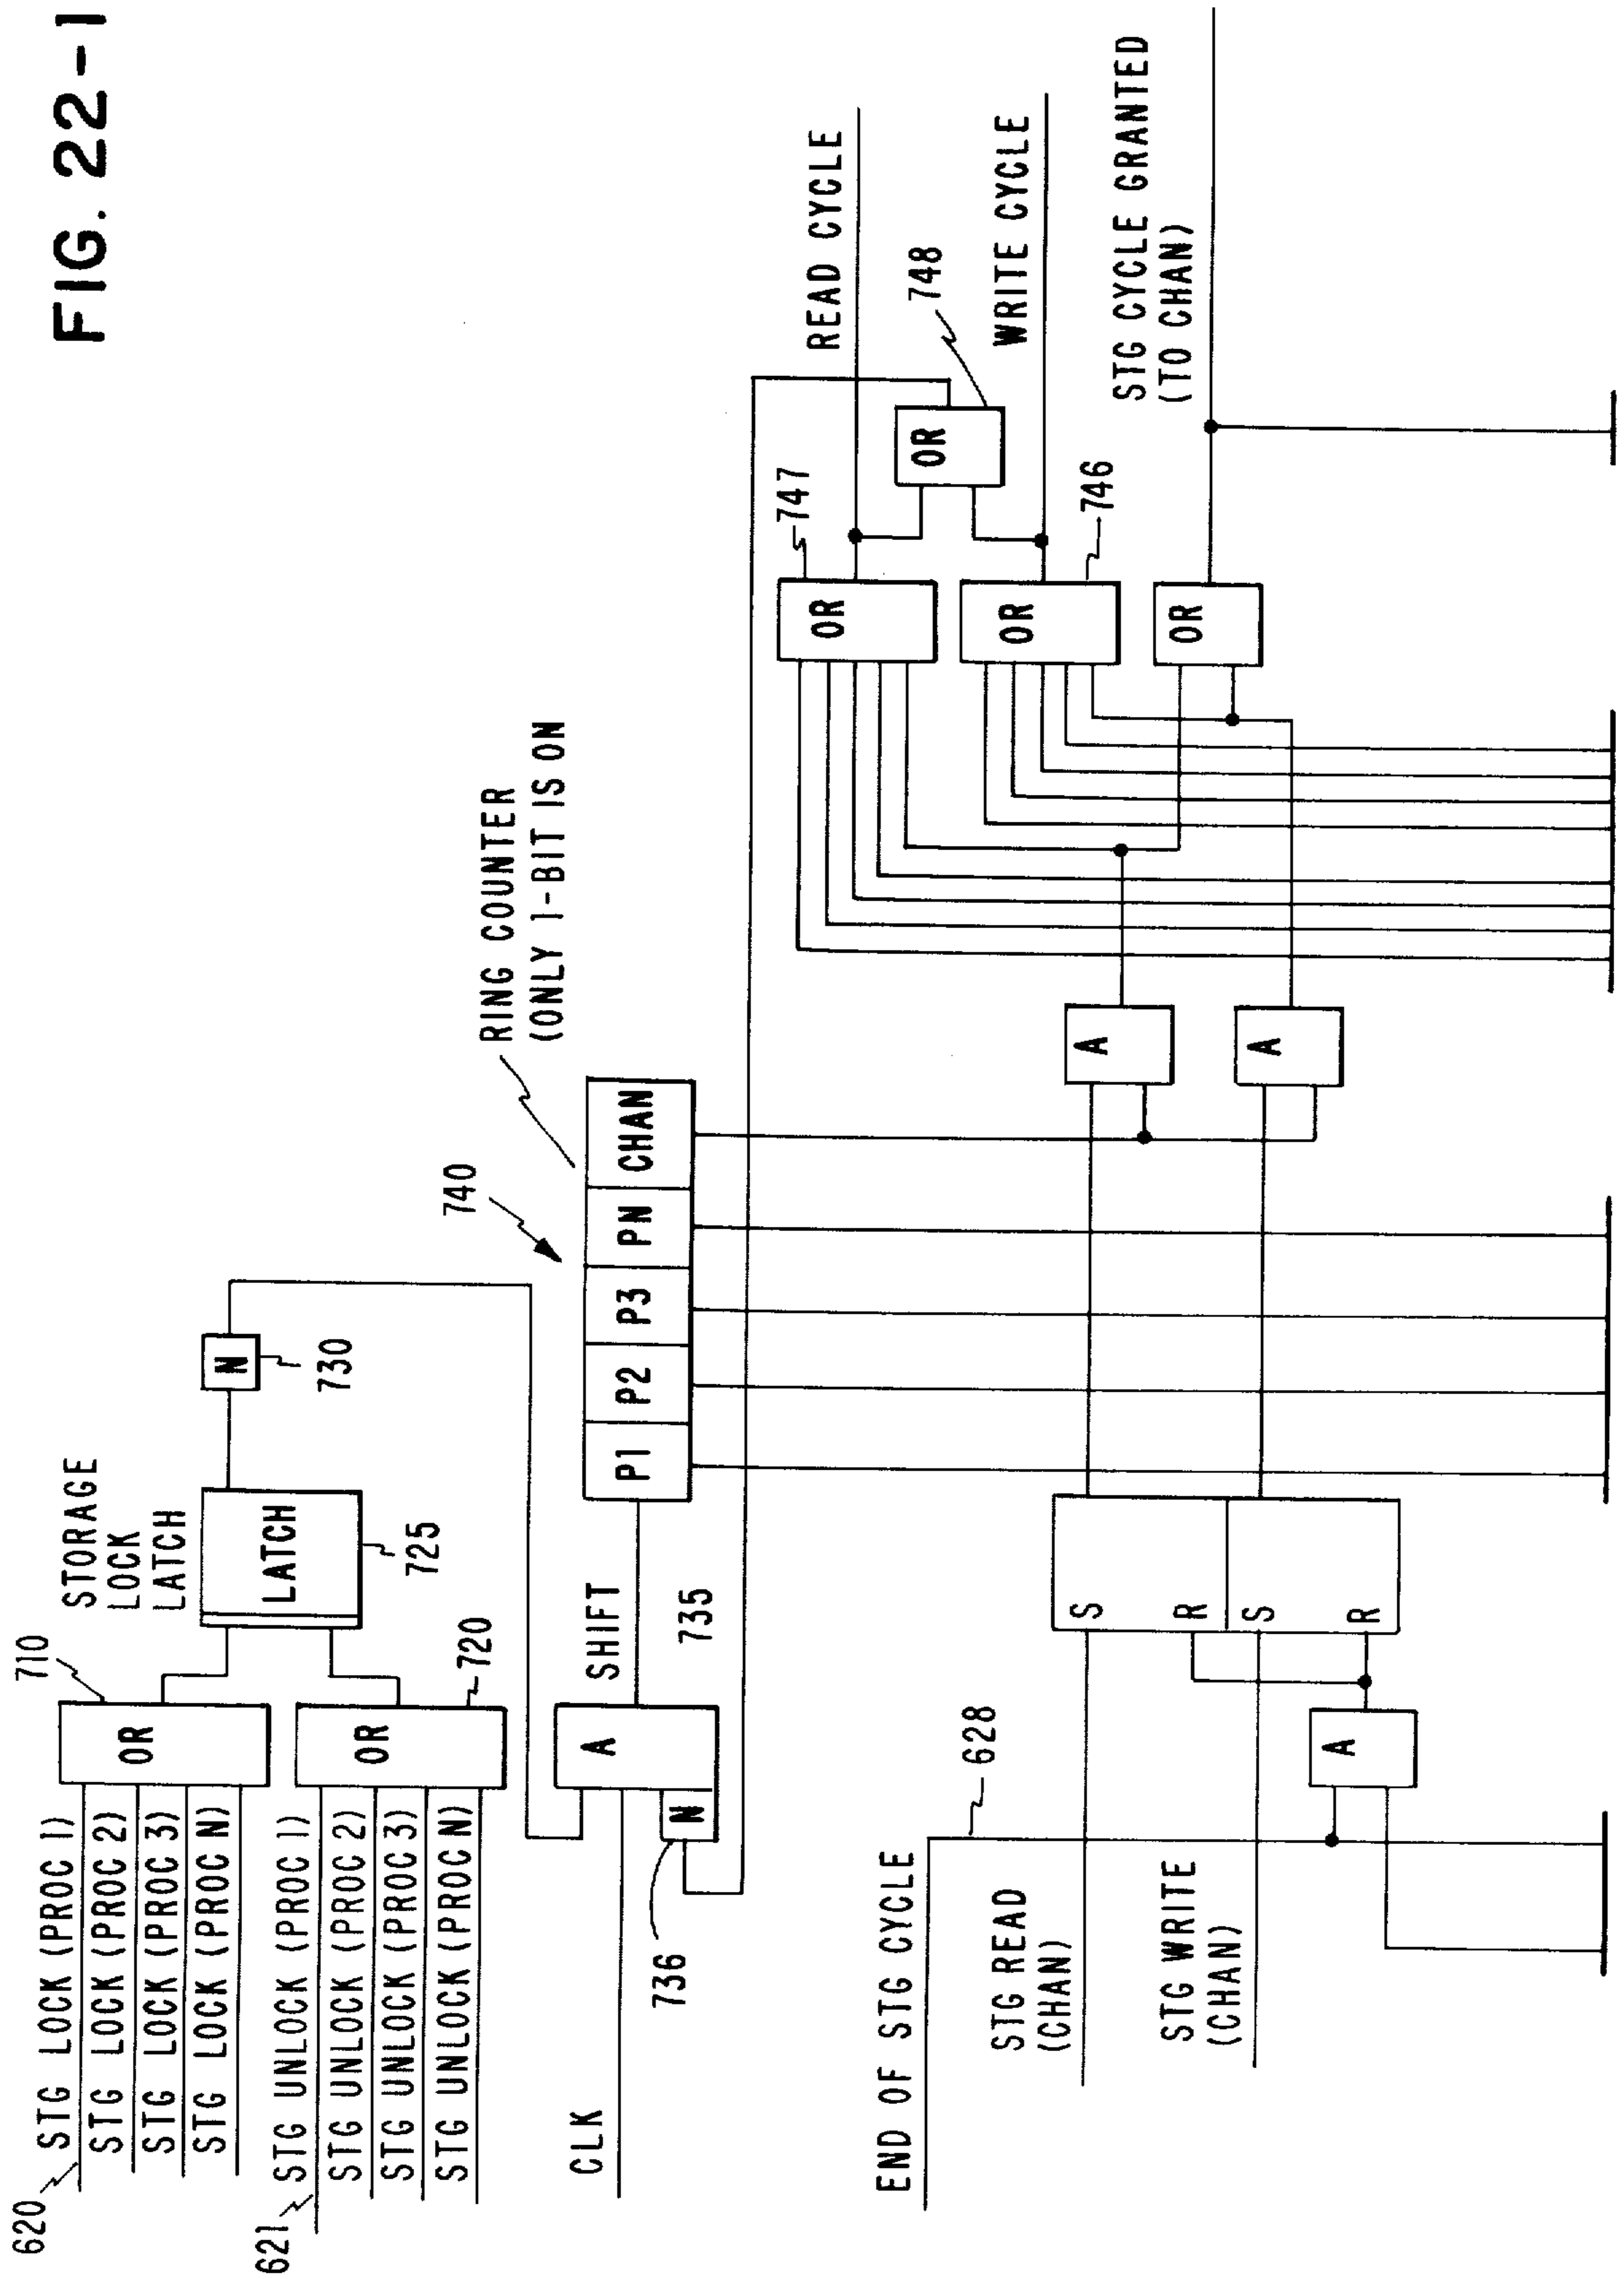 FIG. 22-1
620
STG LOCK (PROC 1)
STG LOCK (PROC 2)
STG LOCK (PROC 3)
STG LOCK (PROC N)
710
OR
STORAGE
LOCK
LATCH
LATCH
725
N
730
621
STG UNLOCK (PROC 1)
STG UNLOCK (PROC 2)
STG UNLOCK (PROC 3)
STG UNLOCK (PROC N)
OR
720
CLK
A
N
736
SHIFT
735
740
P1
P2
P3
PN
CHAN
RING COUNTER
(ONLY 1-BIT IS ON
747
OR
READ CYCLE
OR
748
OR
746
WRITE CYCLE
OR
STG CYCLE GRANTED
(TO CHAN)
END OF STG CYCLE
628
STG READ
(CHAN)
STG WRITE
(CHAN)
A
S
R
S
R
A
A